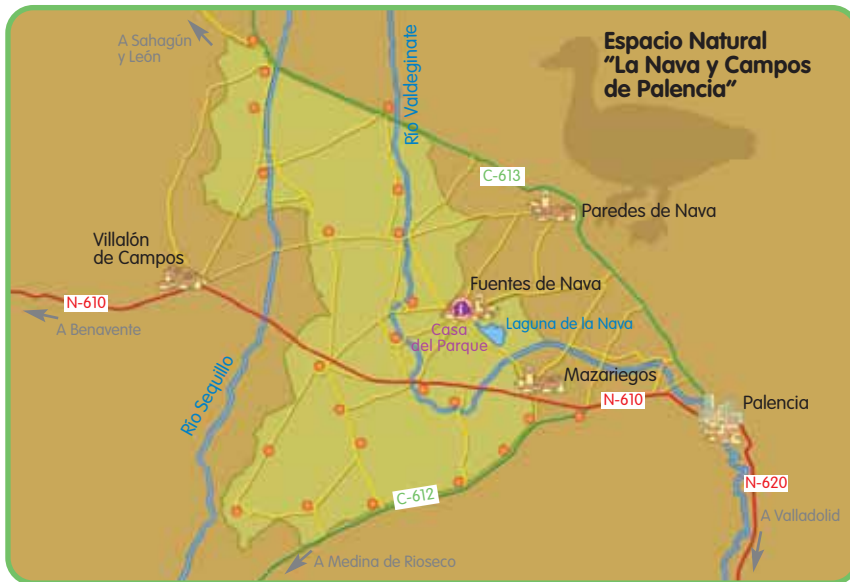 Espacio Natural
"La Nava y Campos
de Palencia"
A Sahagún
y León
Río Valdeginate
C-613
Paredes de Nava
Villalón
de Campos
Fuentes de Nava
N-610
A Benavente
Casa
del Parque
Laguna de la Nava
Río Sequillo
Mazariegos
N-610
Palencia
N-620
C-612
A Valladolid
A Medina de Rioseco